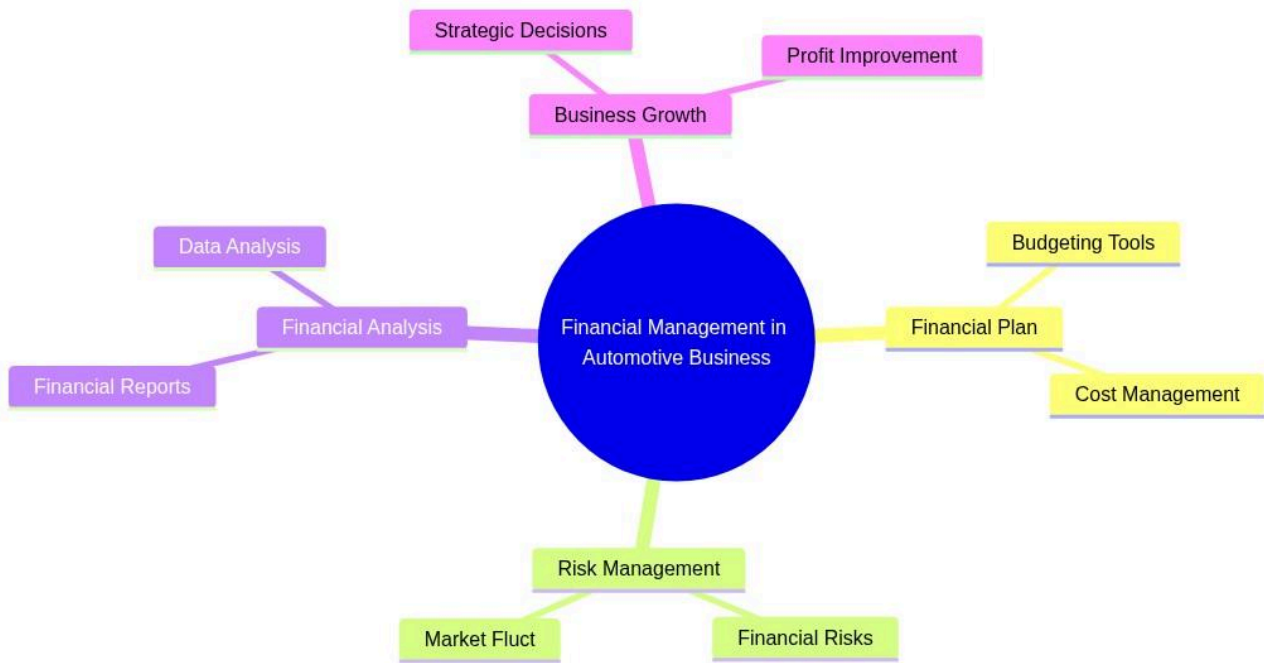 Strategic Decisions
Profit Improvement
Business Growth
Data Analysis
Budgeting Tools
Financial Analysis
Financial Management in
Automotive Business
Financial Plan
Financial Reports
Cost Management
Risk Management
Market Fluct
Financial Risks